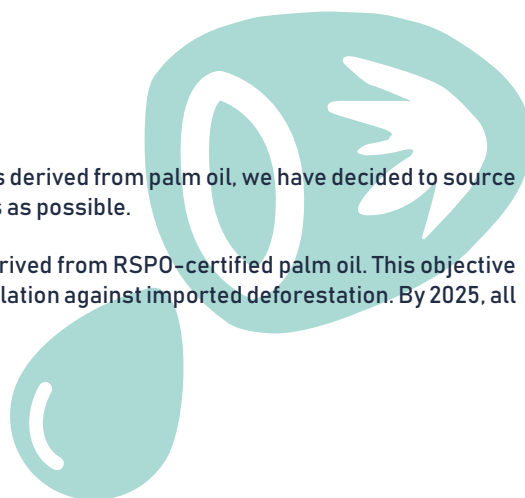 s derived from palm oil, we have decided to source
s as possible.
rived from RSPO-certified palm oil. This objective
lation against imported deforestation. By 2025, all